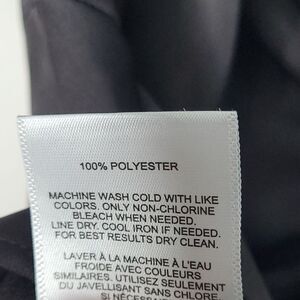 100% POLYESTER
MACHINE WASH COLD WITH LIKE
COLORS. ONLY NON-CHLORINE
BLEACH WHEN NEEDED.
LINE DRY. COOL IRON IF NEEDED.
FOR BEST RESULTS DRY CLEAN.
LAVER À LA MACHINE À L'EAU
FROIDE AVEC COULEURS
SIMILAIRES. UTILISEZ SEULEMENT
DU JAVELLISANT SANS CHLORE
SI NÉCESSAIRE